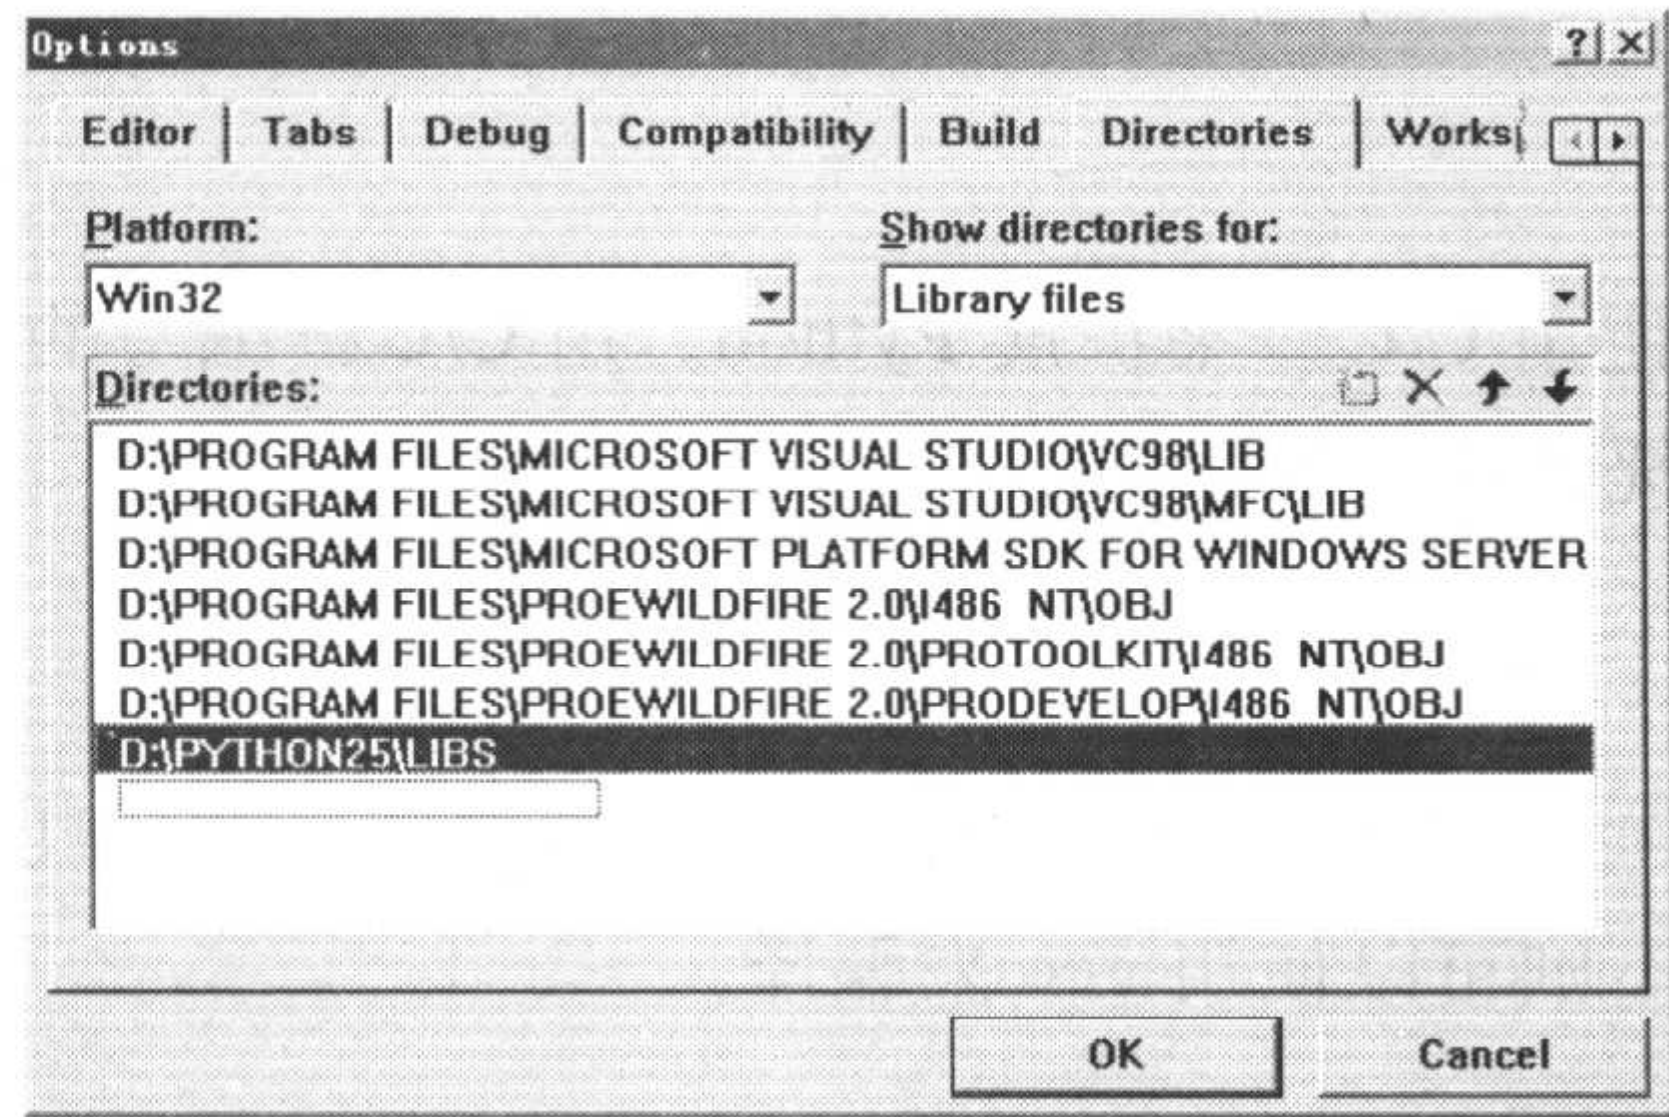 Options
Editor Tabs Debug Compatibility Build Directories Works
Platform: Show directories for:
Win32 Library files
Directories:
D:\PROGRAM FILES\MICROSOFT VISUAL STUDIO\VC98\LIB
D:\PROGRAM FILES\MICROSOFT VISUAL STUDIO\VC98\MFC\LIB
D:\PROGRAM FILES\MICROSOFT PLATFORM SDK FOR WINDOWS SERVER
D:\PROGRAM FILES\PROEWILDFIRE 2.0\I486 NT\OBJ
D:\PROGRAM FILES\PROEWILDFIRE 2.0\PROTOOLKIT\I486 NT\OBJ
D:\PROGRAM FILES\PROEWILDFIRE 2.0\PRODEVELOP\I486 NT\OBJ
D:\PYTHON25\LIBS
OK Cancel